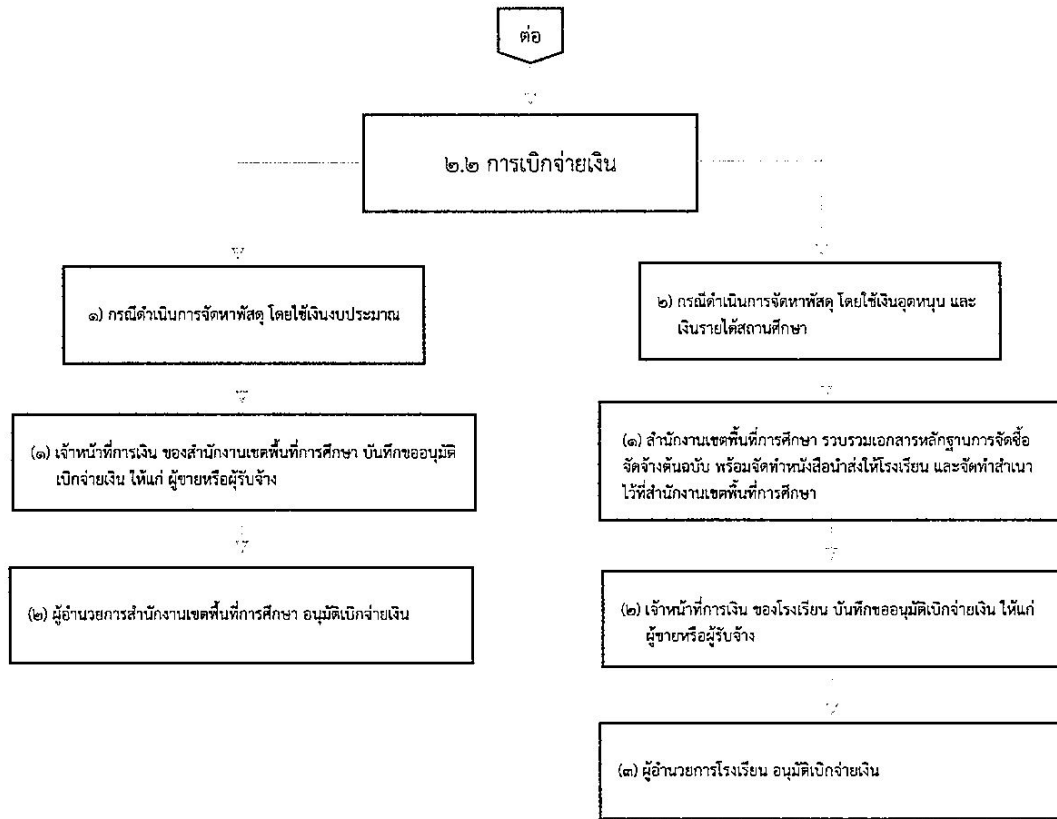 ต่อ
๒.๒ การเบิกจ่ายเงิน
๑) กรณีดำเนินการจัดหาพัสดุ โดยใช้เงินงบประมาณ
(๑) เจ้าหน้าที่การเงิน ของสำนักงานเขตพื้นที่การศึกษา บันทึกขออนุมัติ
เบิกจ่ายเงิน ให้แก่ ผู้ขายหรือผู้รับจ้าง
(๒) ผู้อำนวยการสำนักงานเขตพื้นที่การศึกษา อนุมัติเบิกจ่ายเงิน
๒) กรณีดำเนินการจัดหาพัสดุ โดยใช้เงินอุดหนุน และ
เงินรายได้สถานศึกษา
(๑) สำนักงานเขตพื้นที่การศึกษา รวบรวมเอกสารหลักฐานการจัดซื้อ
จัดจ้างต้นฉบับ พร้อมจัดทำหนังสือนำส่งให้โรงเรียน และจัดทำสำเนา
ไว้ที่สำนักงานเขตพื้นที่การศึกษา
(๒) เจ้าหน้าที่การเงิน ของโรงเรียน บันทึกขออนุมัติเบิกจ่ายเงิน ให้แก่
ผู้ขายหรือผู้รับจ้าง
(๓) ผู้อำนวยการโรงเรียน อนุมัติเบิกจ่ายเงิน